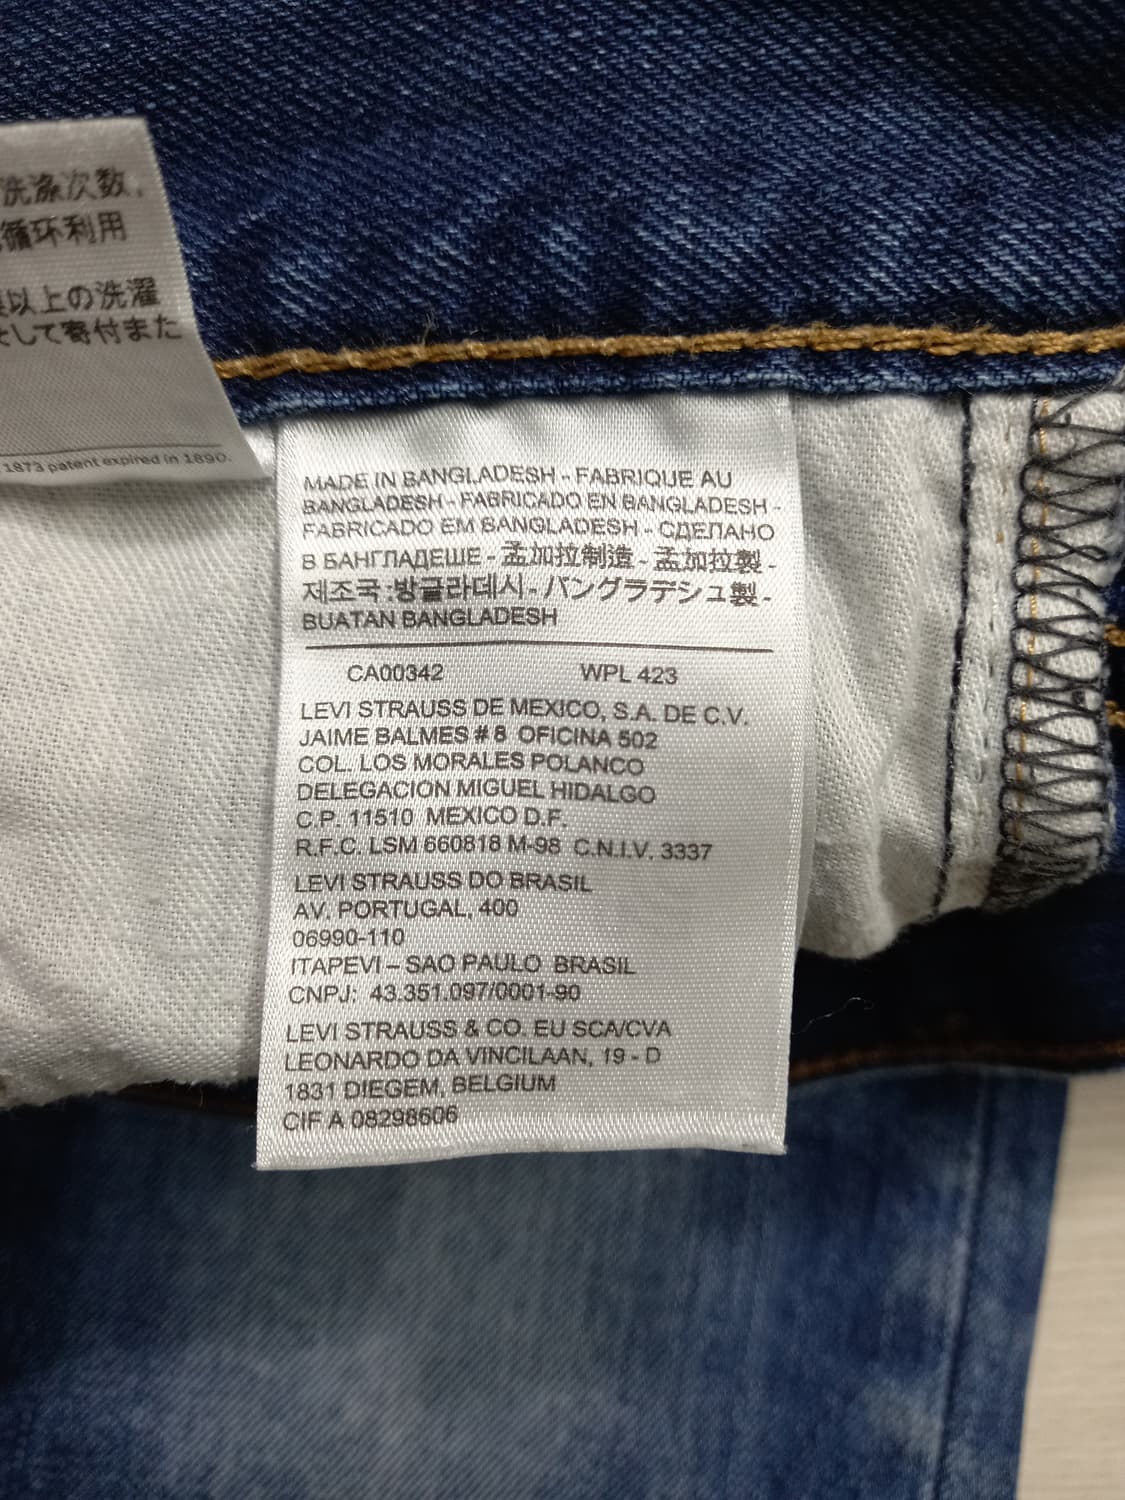 洗涤次数,
循环利用
以上の洗濯
して寄付また
1873 patent expired in 1890.
MADE IN BANGLADESH - FABRIQUE AU
BANGLADESH - FABRICADO EN BANGLADESH -
FABRICADO EM BANGLADESH - СДЕЛАНО
В БАНГЛАДЕШЕ - 孟加拉制造 - 孟加拉製 -
제조국 :방글라데시 - バングラデシュ製 -
BUATAN BANGLADESH
CA00342 WPL 423
LEVI STRAUSS DE MEXICO, S.A. DE C.V.
JAIME BALMES # 8 OFICINA 502
COL. LOS MORALES POLANCO
DELEGACION MIGUEL HIDALGO
C.P. 11510 MEXICO D.F.
R.F.C. LSM 660818 M-98 C.N.I.V. 3337
LEVI STRAUSS DO BRASIL
AV. PORTUGAL, 400
06990-110
ITAPEVI – SAO PAULO BRASIL
CNPJ: 43.351.097/0001-90
LEVI STRAUSS & CO. EU SCA/CVA
LEONARDO DA VINCILAAN, 19 - D
1831 DIEGEM, BELGIUM
CIF A 08298606